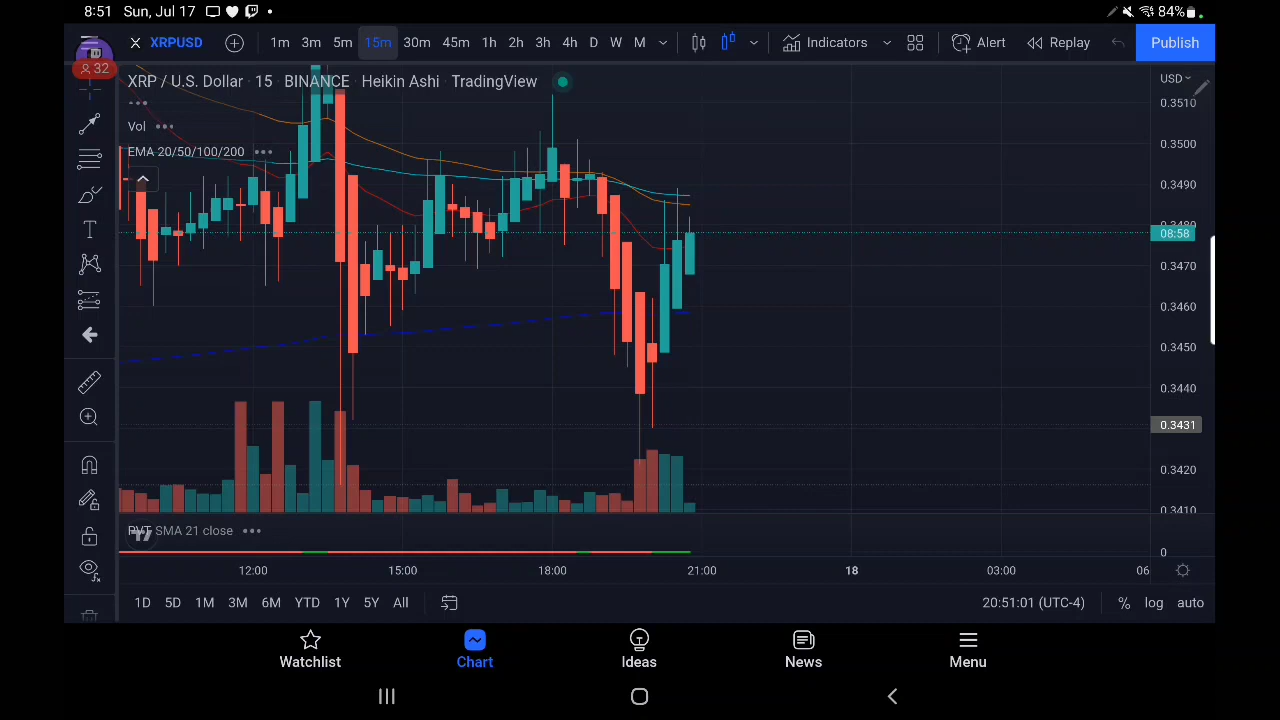 8:51 Sun, Jul 17 84%
32
XRPUSD 1m 3m 5m 15m 30m 45m 1h 2h 3h 4h D W M Indicators Alert Replay Publish
XRP / U.S. Dollar · 15 · BINANCE · Heikin Ashi · TradingView
USD
Vol
EMA 20/50/100/200
0.3510
0.3500
0.3490
0.3480
08:58
0.3470
0.3460
0.3450
0.3440
0.3431
0.3420
0.3410
PVT SMA 21 close
0
12:00 15:00 18:00 21:00 18 03:00 06
1D 5D 1M 3M 6M YTD 1Y 5Y All 20:51:01 (UTC-4) % log auto
Watchlist Chart Ideas News Menu